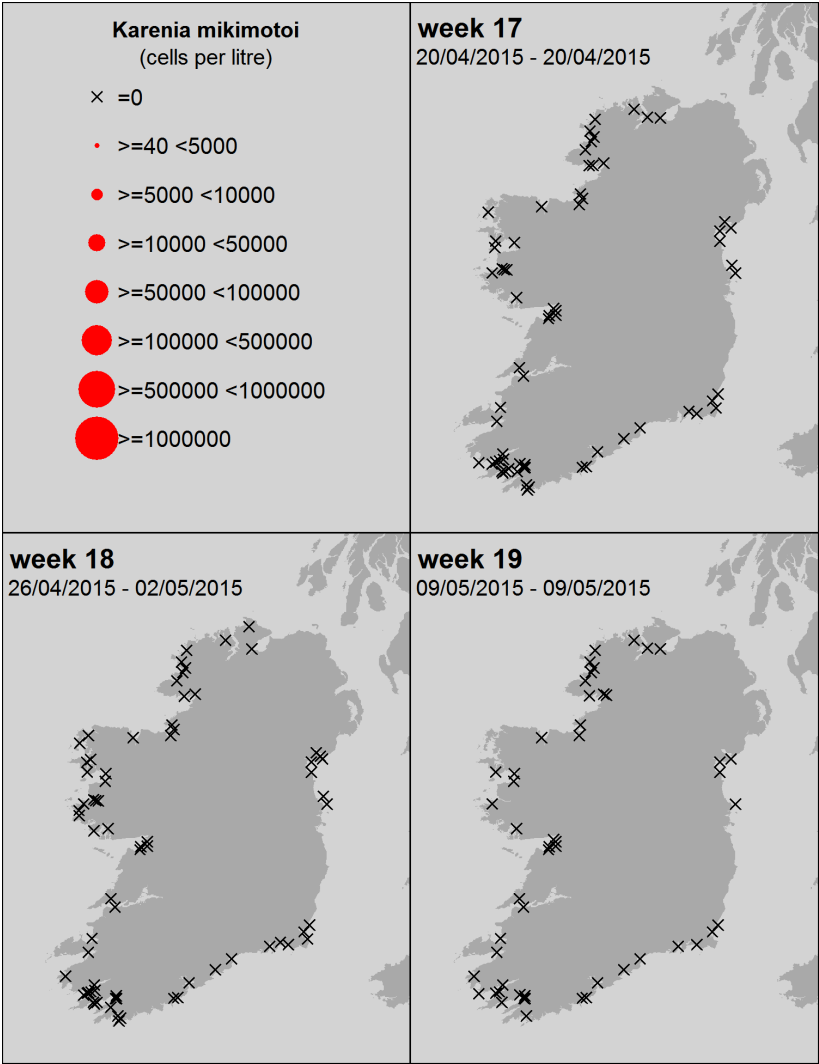 Karenia mikimotoi
(cells per litre)
=0
>=40 <5000
>=5000 <10000
>=10000 <50000
>=50000 <100000
>=100000 <500000
>=500000 <1000000
>=1000000
week 17
20/04/2015 - 20/04/2015
week 18
26/04/2015 - 02/05/2015
week 19
09/05/2015 - 09/05/2015